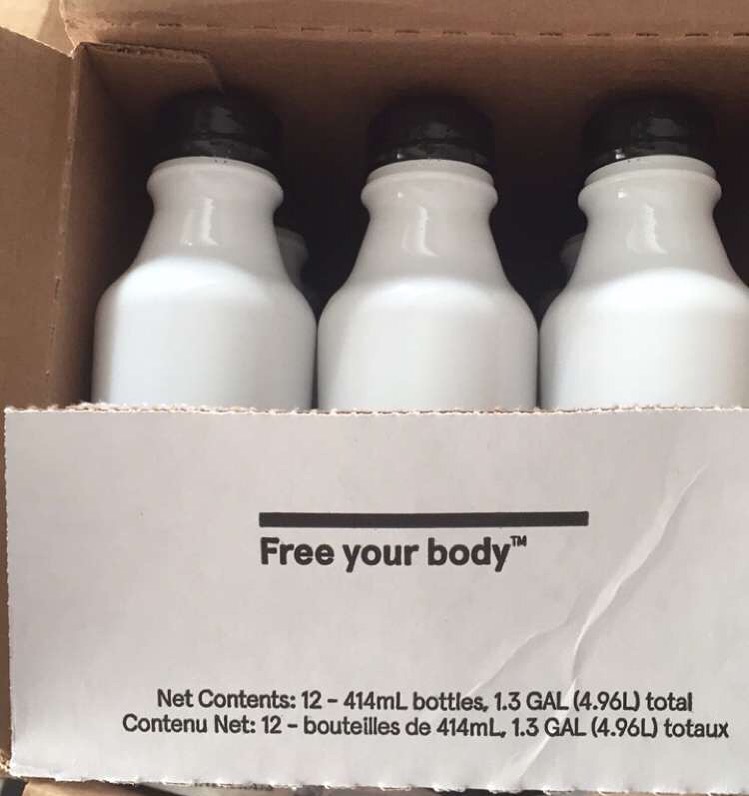 Free your body™
Net Contents: 12 – 414mL bottles, 1.3 GAL (4.96L) total
Contenu Net: 12 – bouteilles de 414mL, 1.3 GAL (4.96L) totaux